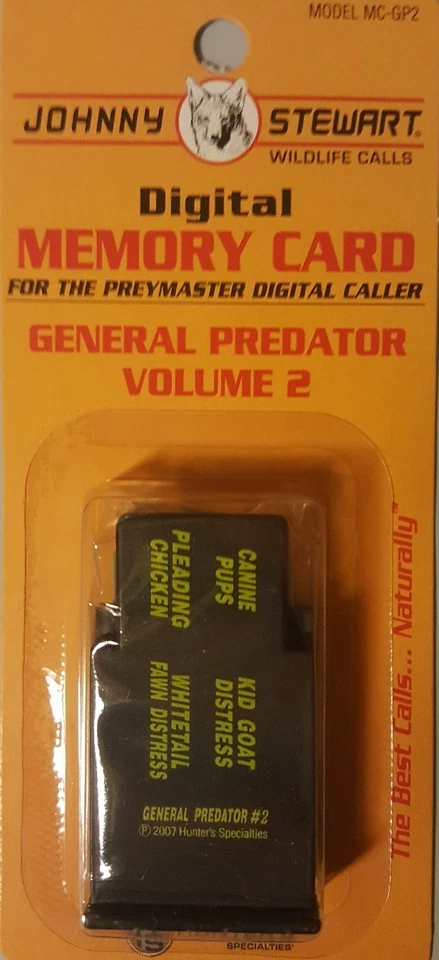 MODEL MC-GP2
JOHNNY STEWART®
WILDLIFE CALLS
Digital
MEMORY CARD
FOR THE PREYMASTER DIGITAL CALLER
GENERAL PREDATOR
VOLUME 2
CANINE
PUPS
PLEADING
CHICKEN
KID GOAT
DISTRESS
WHITETAIL
FAWN DISTRESS
GENERAL PREDATOR #2
℗ 2007 Hunter's Specialties
The Best Calls... Naturally™
SPECIALTIES